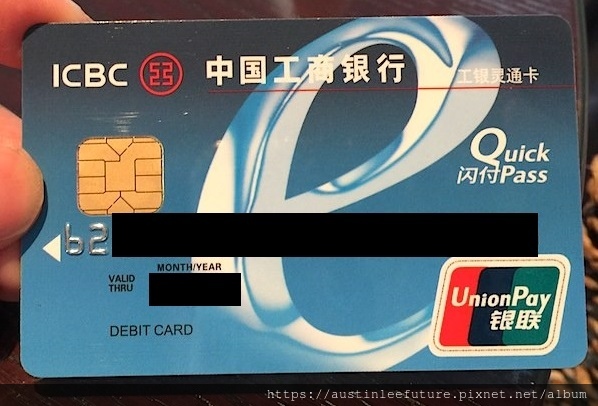 ICBC 中国工商银行
工银灵通卡
Quick
闪付Pass
62
MONTH/YEAR
VALID
THRU
DEBIT CARD
UnionPay
银联
https://austinleefuture.pixnet.net/album